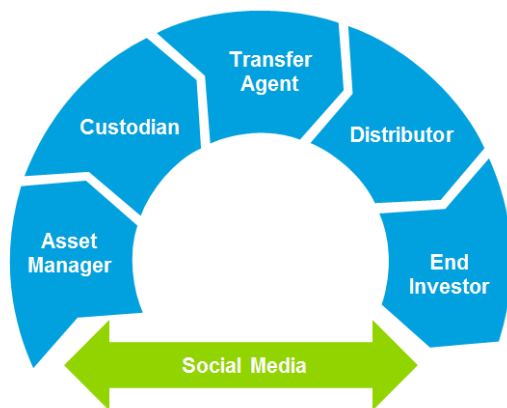 Transfer
Agent
Custodian
Distributor
Asset
Manager
End
Investor
Social Media